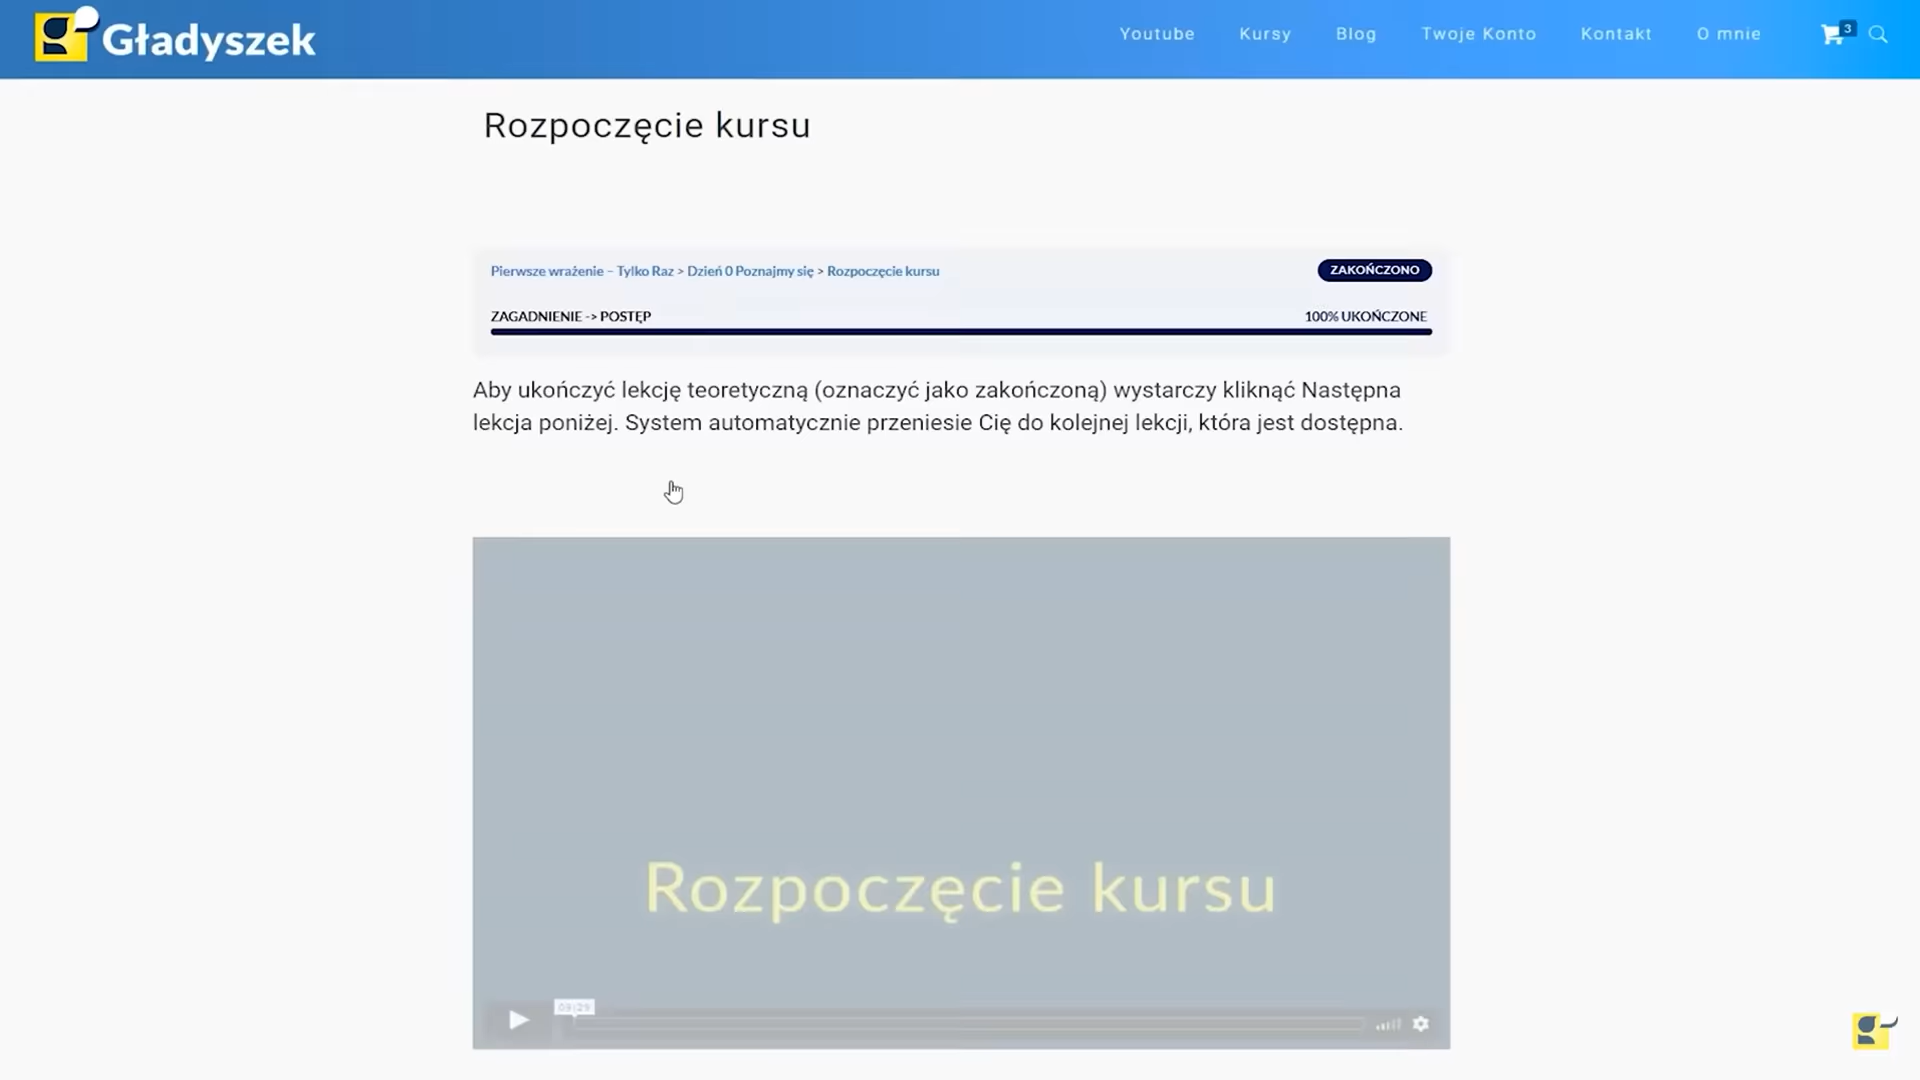 Gładyszek
Youtube Kursy Blog Twoje Konto Kontakt O mnie 3
Rozpoczęcie kursu
Pierwsze wrażenie – Tylko Raz > Dzień 0 Poznajmy się > Rozpoczęcie kursu ZAKOŃCZONO
ZAGADNIENIE -> POSTĘP 100% UKOŃCZONE
Aby ukończyć lekcję teoretyczną (oznaczyć jako zakończoną) wystarczy kliknąć Następna
lekcja poniżej. System automatycznie przeniesie Cię do kolejnej lekcji, która jest dostępna.
Rozpoczęcie kursu
03:29